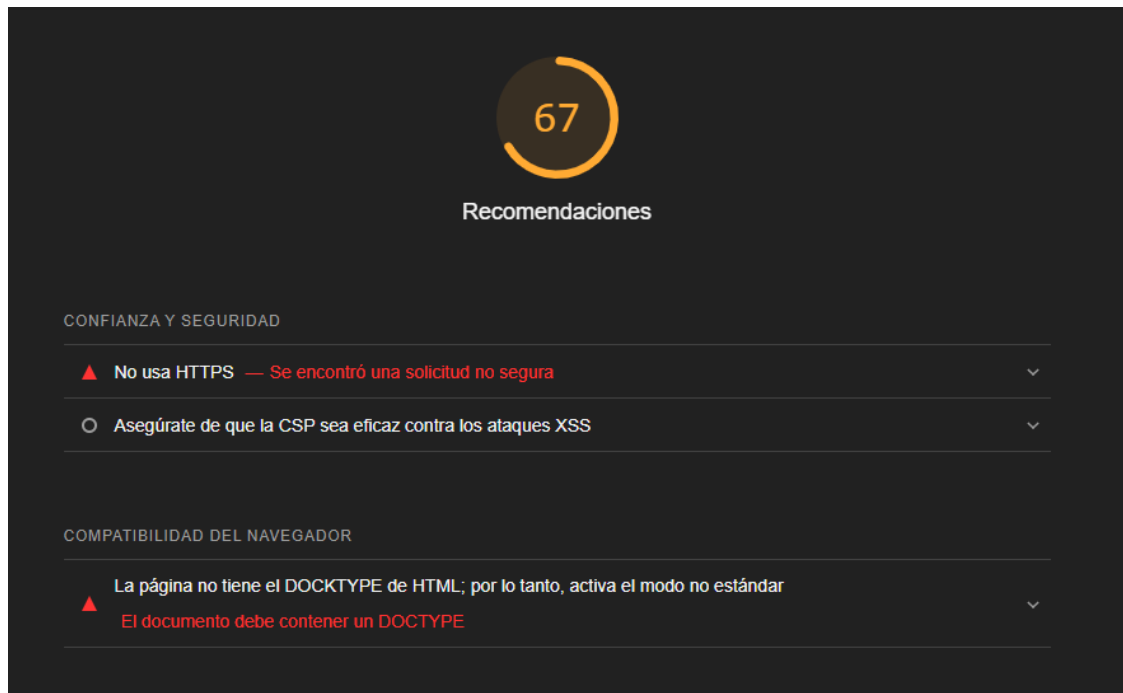 67
Recomendaciones
CONFIANZA Y SEGURIDAD
No usa HTTPS — Se encontró una solicitud no segura
Asegúrate de que la CSP sea eficaz contra los ataques XSS
COMPATIBILIDAD DEL NAVEGADOR
La página no tiene el DOCKTYPE de HTML; por lo tanto, activa el modo no estándar
El documento debe contener un DOCTYPE